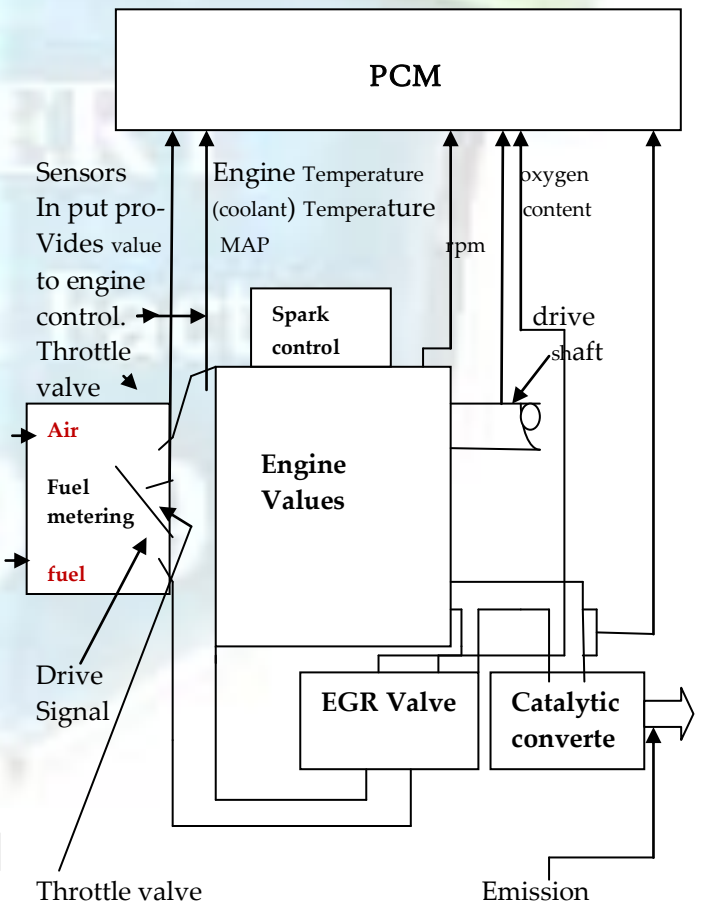 PCM
Sensors
In put pro-
Vides value
to engine
control.
Throttle
valve
Engine Temperature
(coolant) Temperature
MAP
rpm
oxygen
content
Spark
control
drive
shaft
Air
Fuel
metering
fuel
Engine
Values
Drive
Signal
EGR Valve
Catalytic
converte
Throttle valve
Emission